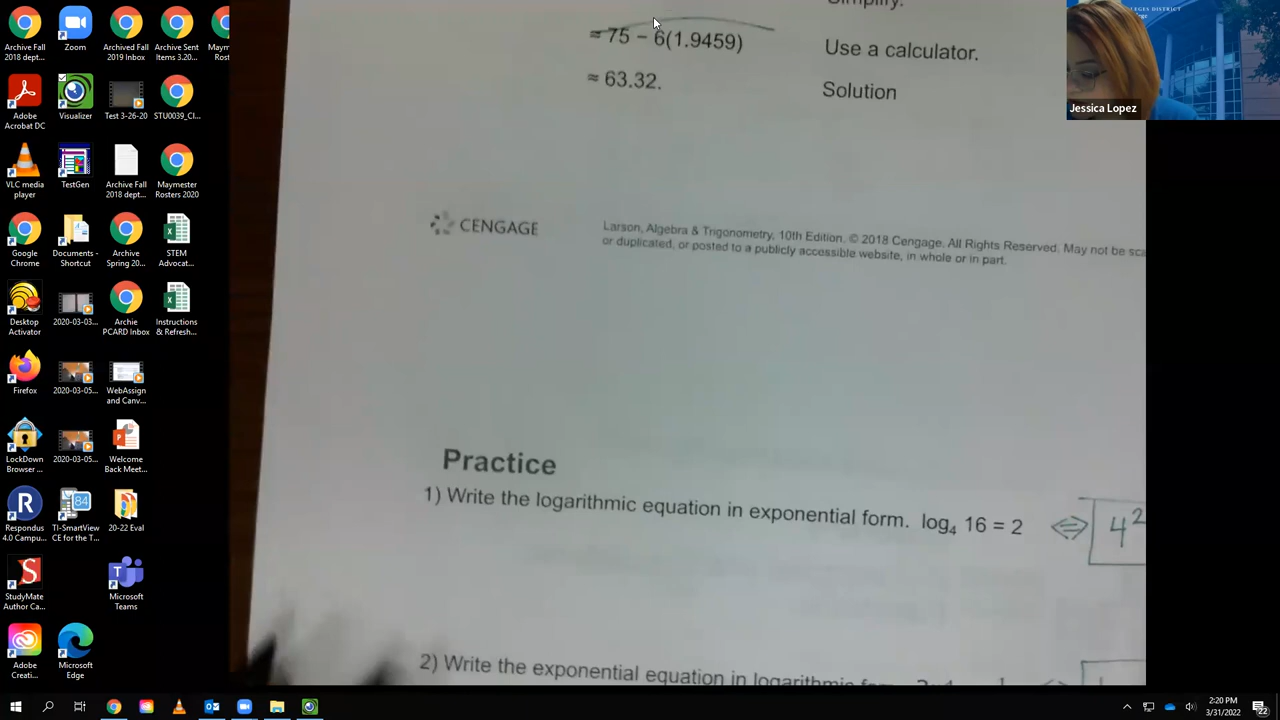 Simplify.
≈ 75 − 6(1.9459)
Use a calculator.
≈ 63.32.
Solution
CENGAGE
Larson, Algebra & Trigonometry, 10th Edition. © 2018 Cengage. All Rights Reserved. May not be sca
or duplicated, or posted to a publicly accessible website, in whole or in part.
Practice
1) Write the logarithmic equation in exponential form. log₄ 16 = 2 ⇔ 4²
2) Write the exponential equation in logarithmic
Jessica Lopez
Archive Fall
2018 dept...
Zoom
Archived Fall
2019 Inbox
Archive Sent
Items 3.20...
Maym
Rost
Adobe
Acrobat DC
Visualizer
Test 3-26-20
STU0039_Cl...
VLC media
player
TestGen
Archive Fall
2018 dept...
Maymester
Rosters 2020
Google
Chrome
Documents -
Shortcut
Archive
Spring 20...
STEM
Advocat...
Desktop
Activator
2020-03-03...
Archie
PCARD Inbox
Instructions
& Refresh...
Firefox
2020-03-05...
WebAssign
and Canv...
LockDown
Browser ...
2020-03-05...
Welcome
Back Meet...
Respondus
4.0 Campu...
TI-SmartView
CE for the T...
20-22 Eval
StudyMate
Author Ca...
Microsoft
Teams
Adobe
Creati...
Microsoft
Edge
2:20 PM
3/31/2022
22